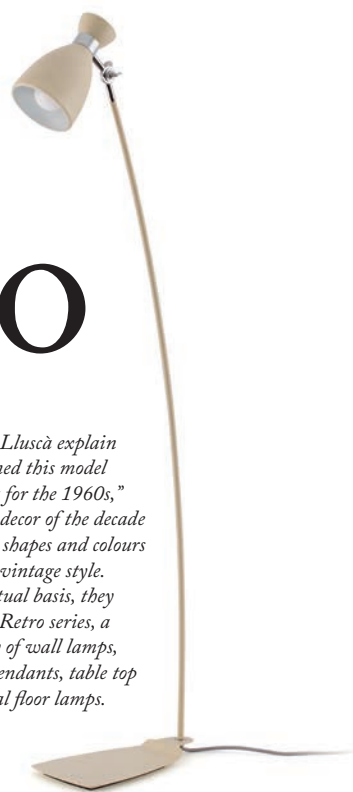 O
Lluscà explain
ned this model
for the 1960s,”
decor of the decade
shapes and colours
vintage style.
tual basis, they
Retro series, a
of wall lamps,
endants, table top
al floor lamps.